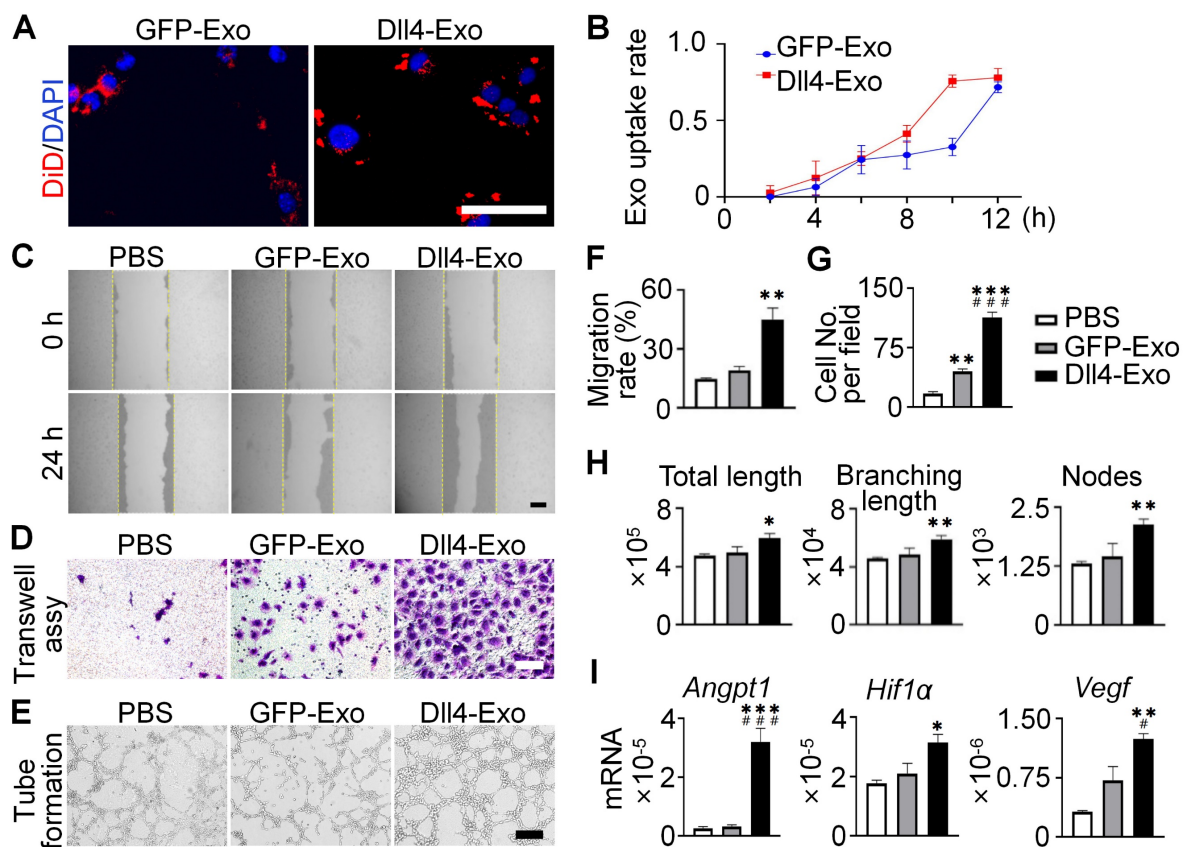 A
GFP-Exo Dll4-Exo
DiD/DAPI
B
Exo uptake rate
1.0
0.5
0
GFP-Exo
Dll4-Exo
0 4 8 12 (h)
C
PBS GFP-Exo Dll4-Exo
0 h
24 h
D
PBS GFP-Exo Dll4-Exo
Transwell
assy
E
PBS GFP-Exo Dll4-Exo
Tube
formation
F
Migration
rate (%)
60
30
0
**
G
Cell No.
per field
150
75
0
**
***
###
PBS
GFP-Exo
Dll4-Exo
H
Total length
× 10⁵
8
4
0
*
Branching
length
× 10⁴
8
4
0
**
Nodes
× 10³
2.5
1.25
0
**
I
mRNA
Angpt1
× 10⁻⁵
4
2
0
***
###
Hif1α
× 10⁻⁵
4
2
0
*
Vegf
× 10⁻⁶
1.50
0.75
0
**
#